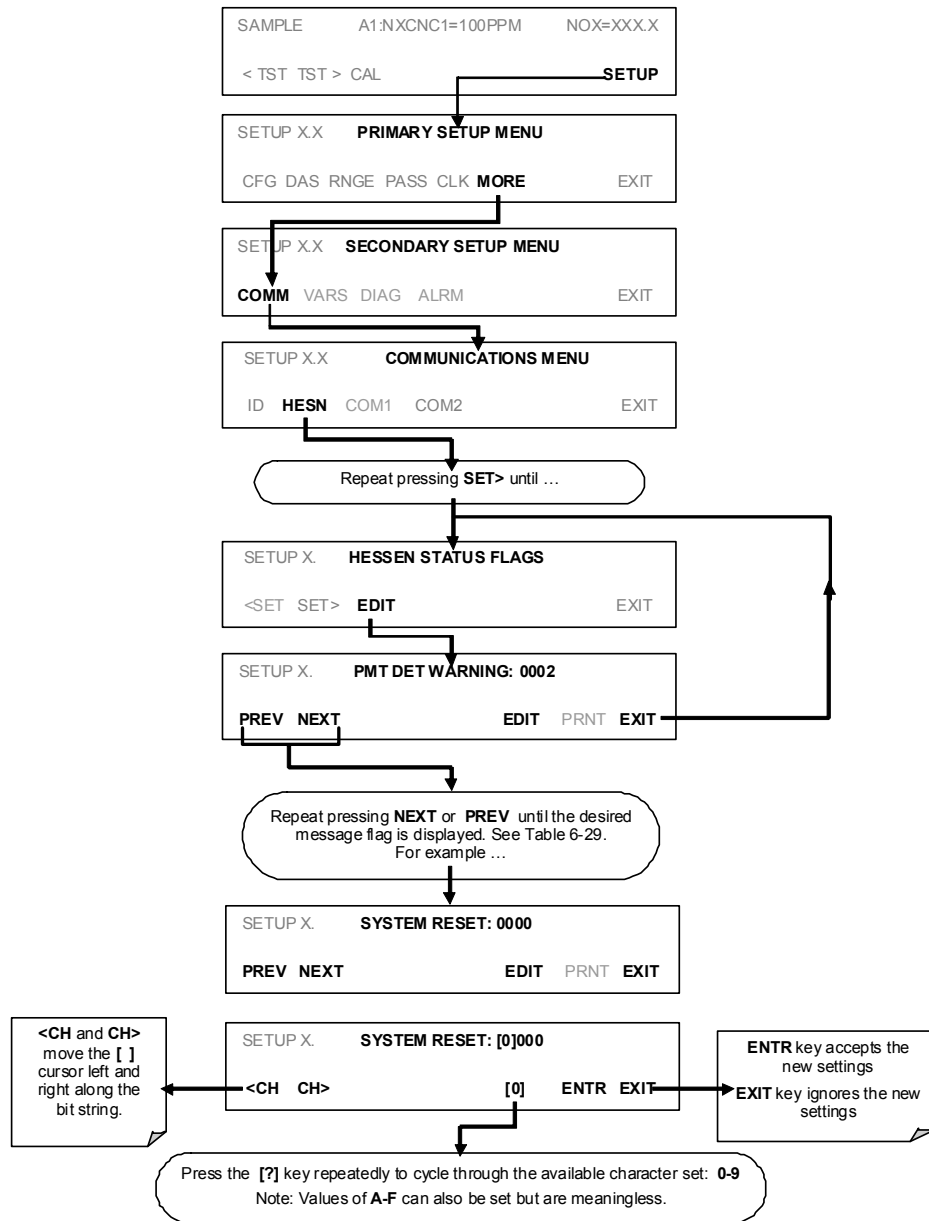 SAMPLE A1:NXCNC1=100PPM NOX=XXX.X
< TST TST > CAL SETUP
SETUP X.X PRIMARY SETUP MENU
CFG DAS RNGE PASS CLK MORE EXIT
SETUP X.X SECONDARY SETUP MENU
COMM VARS DIAG ALRM EXIT
SETUP X.X COMMUNICATIONS MENU
ID HESN COM1 COM2 EXIT
Repeat pressing SET> until …
SETUP X. HESSEN STATUS FLAGS
<SET SET> EDIT EXIT
SETUP X. PMT DET WARNING: 0002
PREV NEXT EDIT PRNT EXIT
Repeat pressing NEXT or PREV until the desired
message flag is displayed. See Table 6-29.
For example …
SETUP X. SYSTEM RESET: 0000
PREV NEXT EDIT PRNT EXIT
<CH and CH>
move the [ ]
cursor left and
right along the
bit string.
SETUP X. SYSTEM RESET: [0]000
<CH CH> [0] ENTR EXIT
ENTR key accepts the
new settings
EXIT key ignores the new
settings
Press the [?] key repeatedly to cycle through the available character set: 0-9
Note: Values of A-F can also be set but are meaningless.